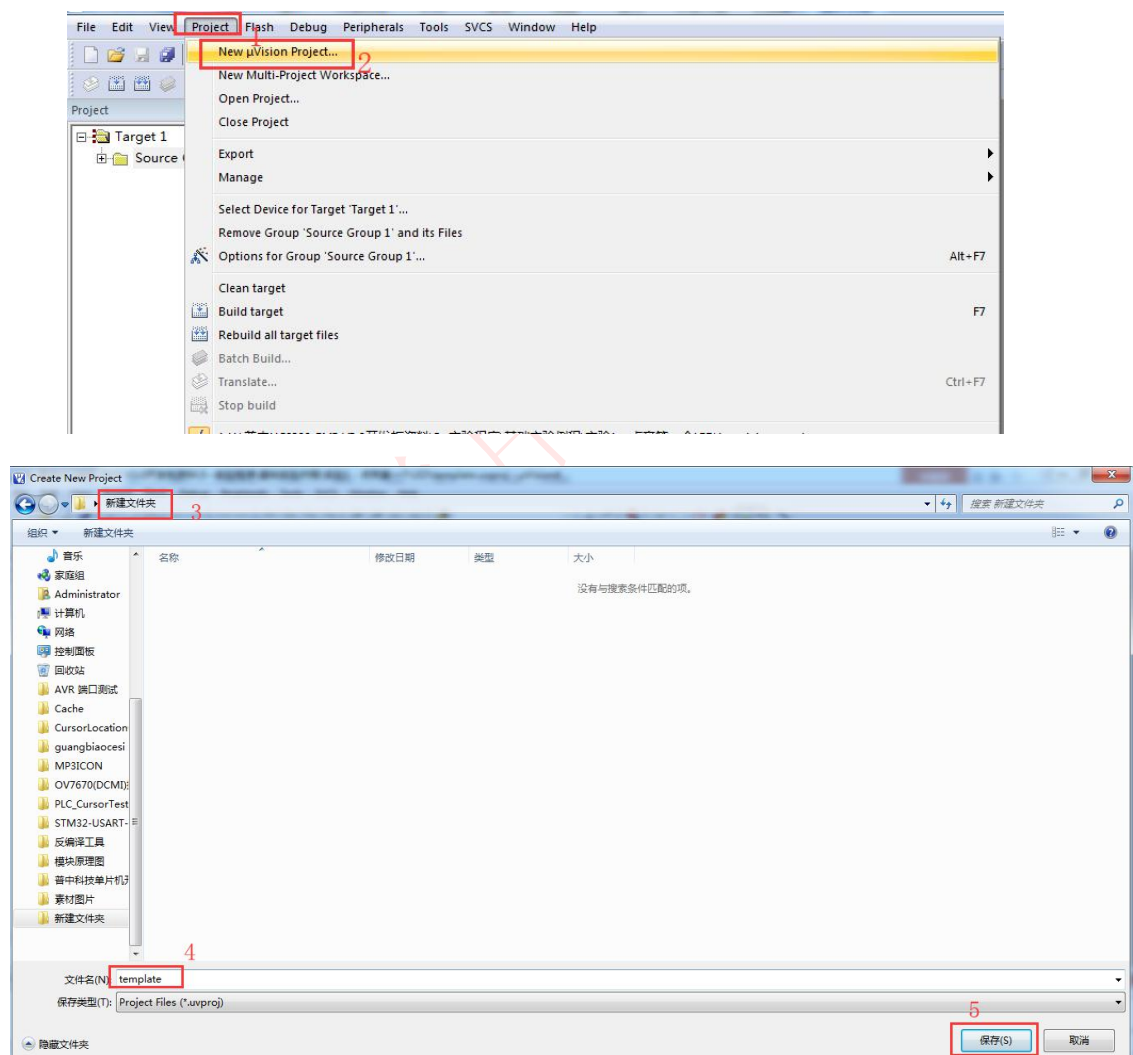 File Edit View Project Flash Debug Peripherals Tools SVCS Window Help
1
New µVision Project...
2
New Multi-Project Workspace...
Project
Open Project...
Close Project
Target 1
Source
Export
Manage
Select Device for Target 'Target 1'...
Remove Group 'Source Group 1' and its Files
Options for Group 'Source Group 1'... Alt+F7
Clean target
Build target F7
Rebuild all target files
Batch Build...
Translate... Ctrl+F7
Stop build
Create New Project
新建文件夹
3
搜索 新建文件夹
组织 新建文件夹
名称 修改日期 类型 大小
没有与搜索条件匹配的项。
音乐
家庭组
Administrator
计算机
网络
控制面板
回收站
AVR 端口测试
Cache
CursorLocation
guangbiaocesi
MP3ICON
OV7670(DCMI)
PLC_CursorTest
STM32-USART-
反编译工具
模块原理图
普中科技单片机开
素材图片
新建文件夹
4
文件名(N) template
保存类型(T): Project Files (*.uvproj)
5
隐藏文件夹 保存(S) 取消